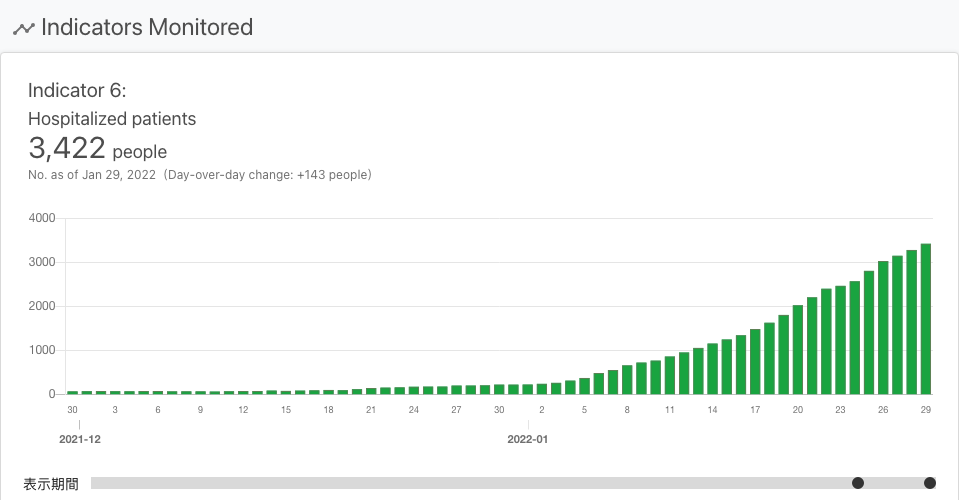 Indicators Monitored
Indicator 6:
Hospitalized patients
3,422 people
No. as of Jan 29, 2022 (Day-over-day change: +143 people)
4000
3000
2000
1000
0
30 3 6 9 12 15 18 21 24 27 30 2 5 8 11 14 17 20 23 26 29
2021-12 2022-01
表示期間